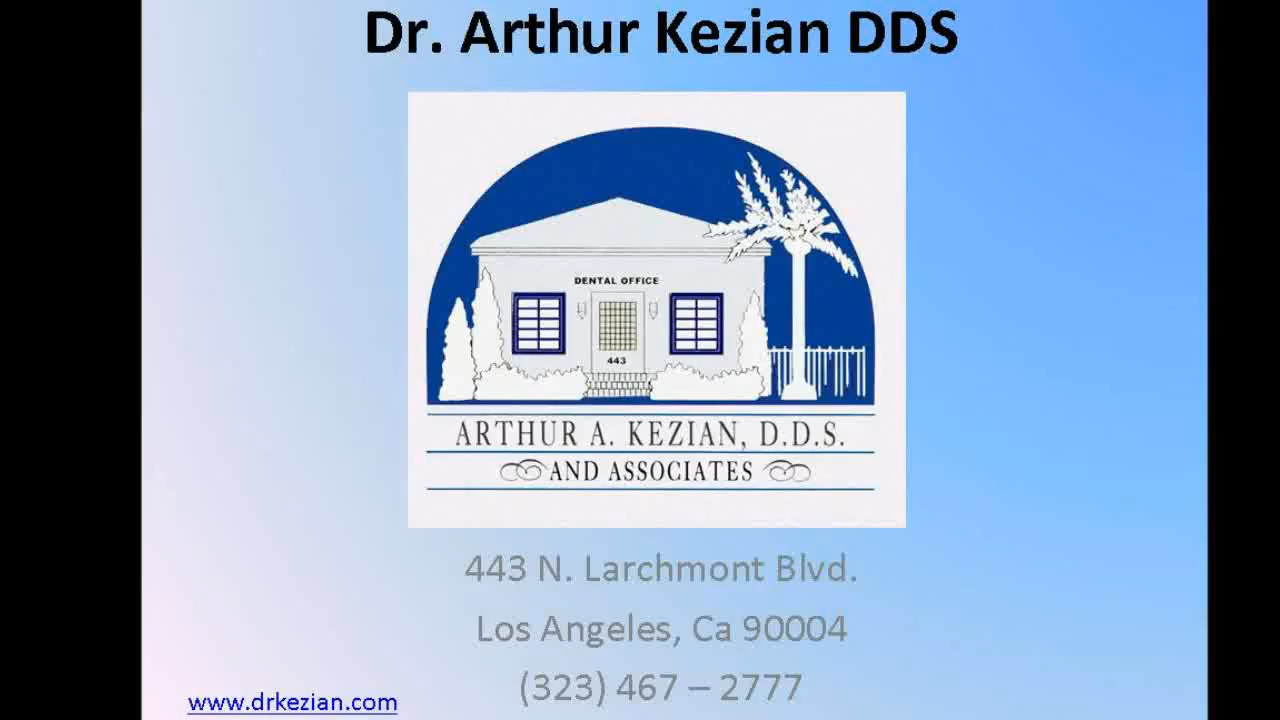 Dr. Arthur Kezian DDS
DENTAL OFFICE
443
ARTHUR A. KEZIAN, D.D.S.
AND ASSOCIATES
443 N. Larchmont Blvd.
Los Angeles, Ca 90004
(323) 467 – 2777
www.drkezian.com